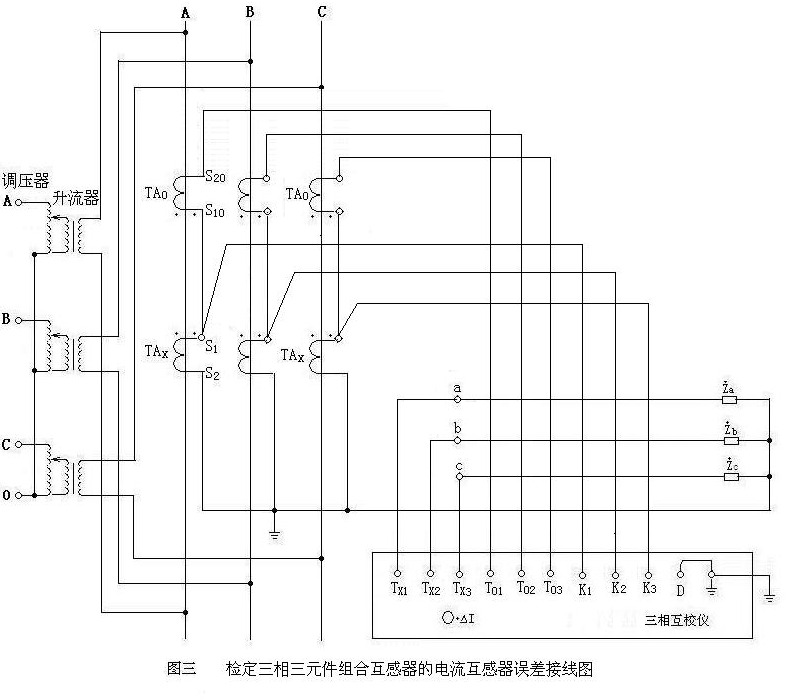 A B C
调压器
升流器
A
TA0 S20 TA0
S10
B
TAX S1 TAX
S2
a Ża
b Żb
C
c Żc
0
TX1 TX2 TX3 T01 T02 T03 K1 K2 K3 D
·ΔI 三相互校仪
图三 检定三相三元件组合互感器的电流互感器误差接线图